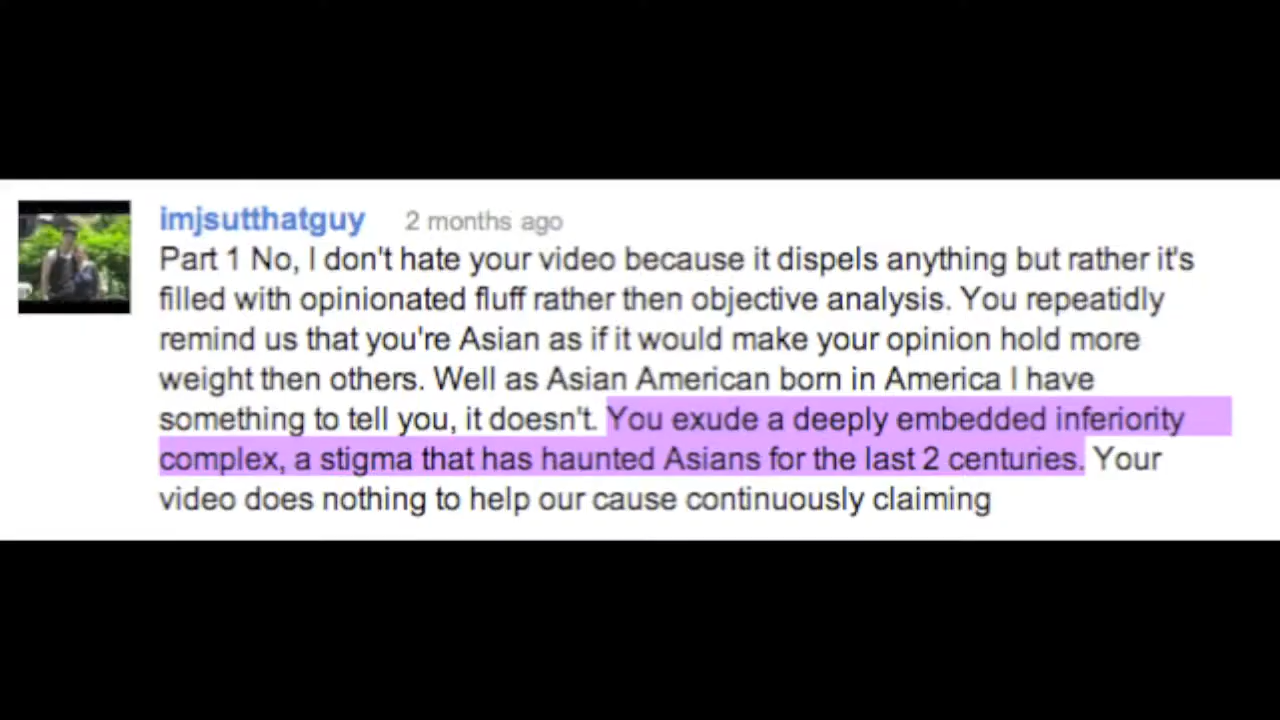 imjsutthatguy 2 months ago
Part 1 No, I don't hate your video because it dispels anything but rather it's
filled with opinionated fluff rather then objective analysis. You repeatidly
remind us that you're Asian as if it would make your opinion hold more
weight then others. Well as Asian American born in America I have
something to tell you, it doesn't. You exude a deeply embedded inferiority
complex, a stigma that has haunted Asians for the last 2 centuries. Your
video does nothing to help our cause continuously claiming